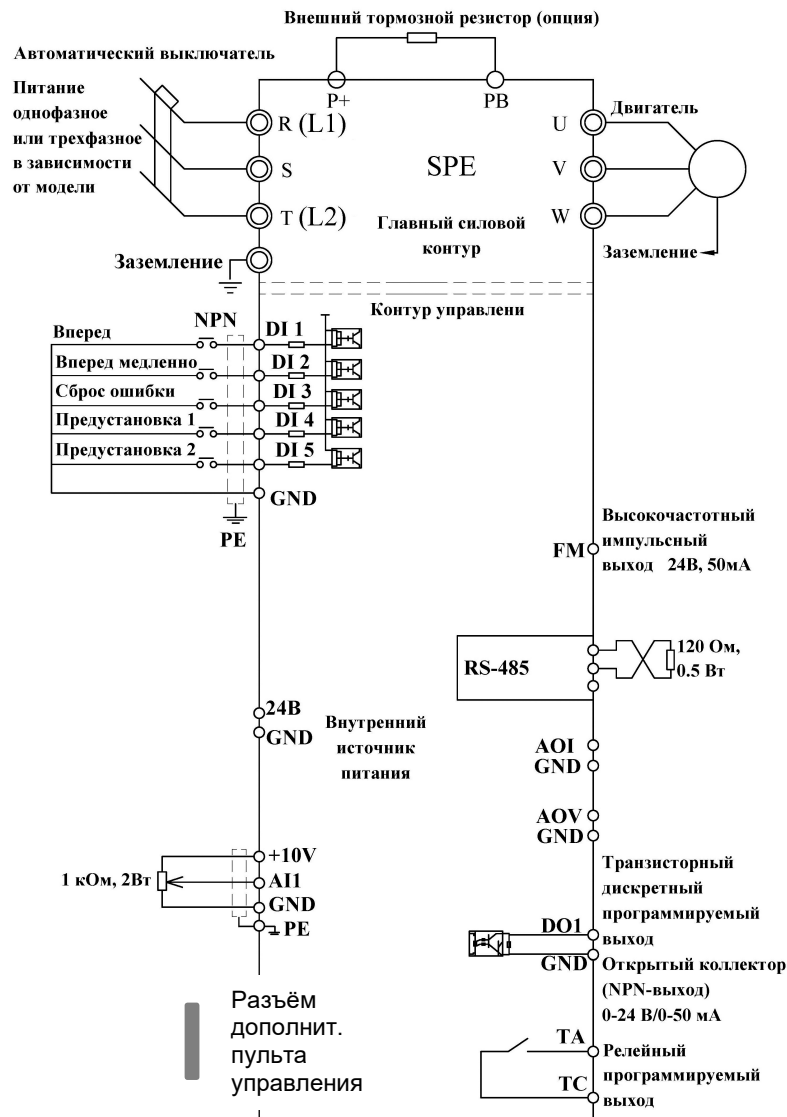 Внешний тормозной резистор (опция)
Автоматический выключатель
P+
PB
Питание
однофазное
или трехфазное
в зависимости
от модели
R (L1)
S
T (L2)
SPE
Главный силовой
контур
U
V
W
Двигатель
Заземление
Заземление
Контур управлени
NPN
Вперед
DI 1
Вперед медленно
DI 2
Сброс ошибки
DI 3
Предустановка 1
DI 4
Предустановка 2
DI 5
GND
PE
FM
Высокочастотный
импульсный
выход 24В, 50мА
RS-485
120 Ом,
0.5 Вт
24В
GND
Внутренний
источник
питания
AOI
GND
AOV
GND
1 кОм, 2Вт
+10V
AI1
GND
PE
DO1
GND
Транзисторный
дискретный
программируемый
выход
Открытый коллектор
(NPN-выход)
0-24 В/0-50 мА
Разъём
дополнит.
пульта
управления
TA
TC
Релейный
программируемый
выход